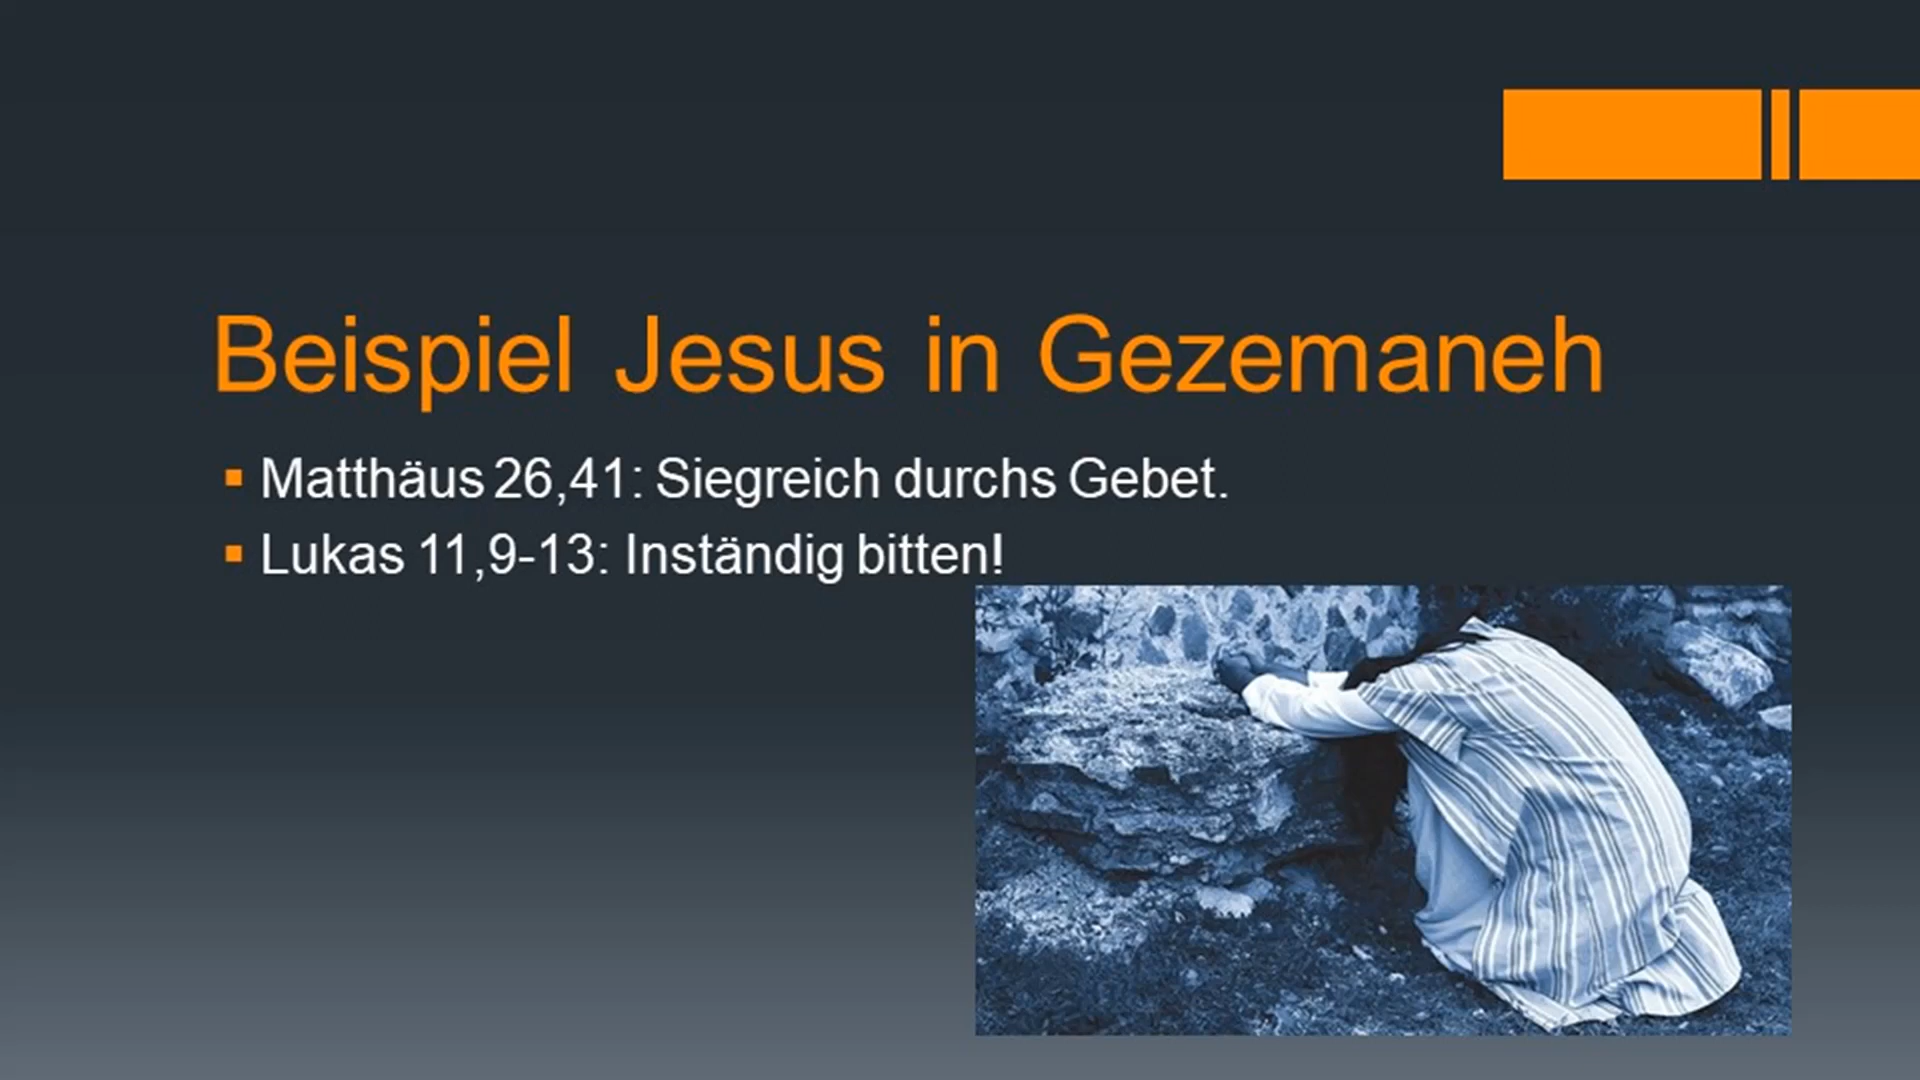 Beispiel Jesus in Gezemaneh
▪ Matthäus 26,41: Siegreich durchs Gebet.
▪ Lukas 11,9-13: Inständig bitten!